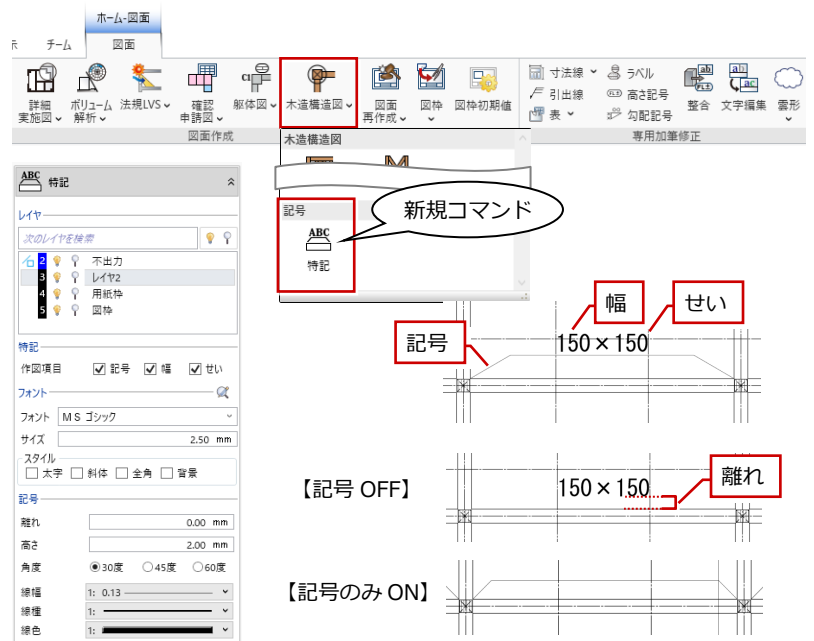 ホーム-図面
示 チーム 図面
詳細
実施図
ボリューム
解析
法規LVS
確認
申請図
躯体図
木造構造図
図面
再作成
図枠
図枠初期値
寸法線
引出線
表
ラベル
高さ記号
勾配記号
整合
文字編集
雲形
図面作成
専用加筆修正
木造構造図
記号
ABC
特記
新規コマンド
ABC 特記
レイヤ
次のレイヤを検索
2 不出力
3 レイヤ2
4 用紙枠
5 図枠
特記
作図項目 記号 幅 せい
フォント
フォント MS ゴシック
サイズ 2.50 mm
スタイル
太字 斜体 全角 背景
記号
離れ 0.00 mm
高さ 2.00 mm
角度 30度 45度 60度
線幅 1: 0.13
線種 1:
線色 1:
幅 せい
記号 150×150
【記号 OFF】 150×150 離れ
【記号のみ ON】